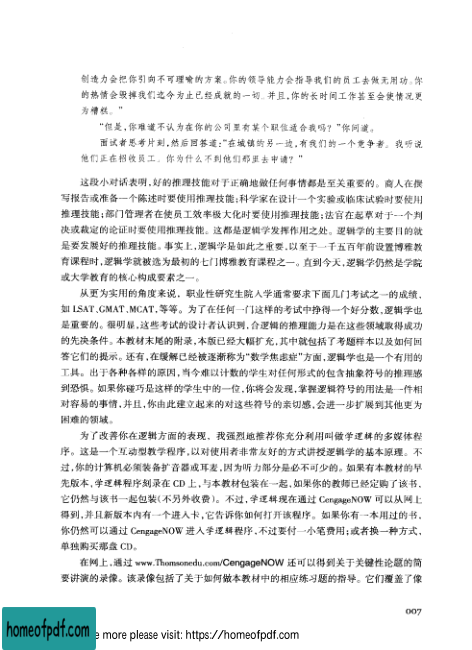 创造力会把你引向不可理喻的方案。你的领导能力会指导我们的员工去做无用功。你
的热情会毁掉我们迄今为止已经成就的一切。并且,你的长时间工作甚至会使情况更
为糟糕。”
“但是,你难道不认为在你的公司里有某个职位适合我吗?”你问道。
面试者思考片刻,然后回答道:“在城镇的另一边,有我们的一个竞争者。我听说
他们正在招收员工。你为什么不到他们那里去申请?”
这段小对话表明,好的推理技能对于正确地做任何事情都是至关重要的。商人在撰
写报告或准备一个陈述时要使用推理技能;科学家在设计一个实验或临床试验时要使用
推理技能;部门管理者在使员工效率极大化时要使用推理技能;法官在起草对于一个判
决或裁定的论证时要使用推理技能。这都是逻辑学发挥作用之处。逻辑学的主要目的就
是要发展好的推理技能。事实上,逻辑学是如此之重要,以至于一千五百年前设置博雅教
育课程时,逻辑学就被选为最初的七门博雅教育课程之一。直到今天,逻辑学仍然是学院
或大学教育的核心构成要素之一。
从更为实用的角度来说,职业性研究生院入学通常要求下面几门考试之一的成绩,
如 LSAT、GMAT、MCAT,等等。为了在任何一门这样的考试中挣得一个好分数,逻辑学也
是重要的。很明显,这些考试的设计者认识到,合逻辑的推理能力是在这些领域取得成功
的先决条件。本教材末尾的附录,本版已经大幅扩充,其中就包括了考题样本以及如何回
答它们的提示。还有,在缓解已经被逐渐称为“数学焦虑症”方面,逻辑学也是一个有用的
工具。出于各种各样的原因,当今难以计数的学生对任何形式的包含抽象符号的推理感
到恐惧。如果你碰巧是这样的学生中的一位,你将会发现,掌握逻辑符号的用法是一件相
对容易的事情,并且,你由此建立起来的对这些符号的亲切感,会进一步扩展到其他更为
困难的领域。
为了改善你在逻辑方面的表现,我强烈地推荐你充分利用叫做学逻辑的多媒体程
序。这是一个互动型教学程序,以对使用者非常友好的方式讲授逻辑学的基本原理。不
过,你的计算机必须装备扩音器或耳麦,因为听力部分是必不可少的。如果有本教材的早
先版本,学逻辑程序刻录在 CD 上,与本教材包装在一起,如果你的教师已经定购了该书,
它仍然与该书一起包装(不另外收费)。不过,学逻辑现在通过 CengageNOW 可以从网上
得到,并且新版本内有一个进入卡,它告诉你如何打开该程序。如果你有一本用过的书,
你仍然可以通过 CengageNOW 进入学逻辑程序,不过要付一小笔费用;或者换一种方式,
单独购买那盘 CD。
在网上,通过 www.Thomsonedu.com/CengageNOW 还可以得到关于关键性论题的简
要讲演的录像。该录像包括了关于如何做本教材中的相应练习题的指导。它们覆盖了像
007
homeofpdf.com
e more please visit: https://homeofpdf.com